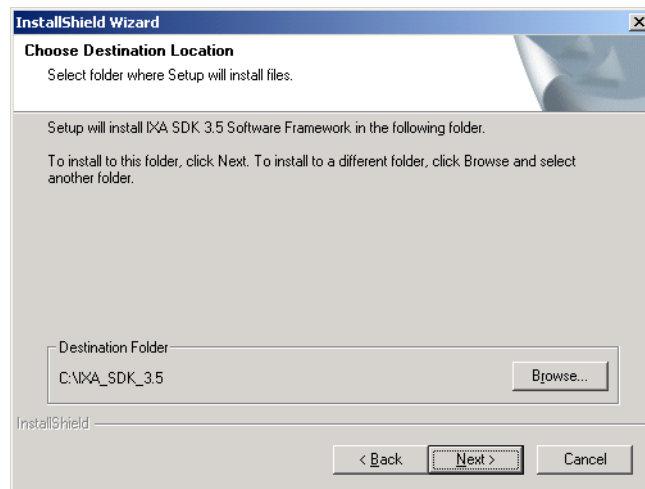 InstallShield Wizard
Choose Destination Location
Select folder where Setup will install files.
Setup will install IXA SDK 3.5 Software Framework in the following folder.
To install to this folder, click Next. To install to a different folder, click Browse and select
another folder.
Destination Folder
C:\IXA_SDK_3.5
Browse...
InstallShield
< Back
Next >
Cancel